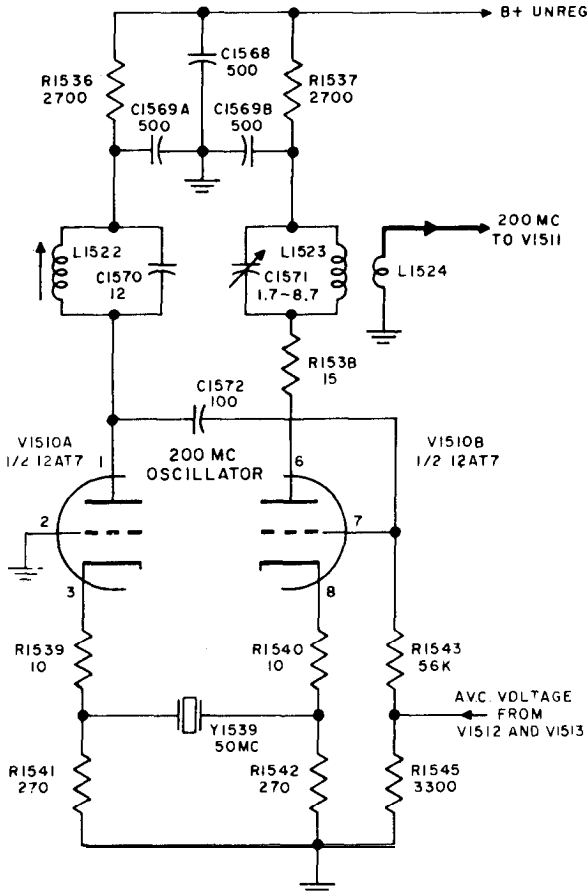 B+ UNREG
C1568
500
R1536
2700
R1537
2700
C1569A
500
C1569B
500
200 MC
TO V1511
L1522
C1570
12
L1523
C1571
1.7-8.7
L1524
R1538
15
C1572
100
V1510A
1/2 12AT7
1
200 MC
OSCILLATOR
6
V1510B
1/2 12AT7
2
7
3
8
R1539
10
R1540
10
R1543
56K
Y1539
50MC
A.V.C. VOLTAGE
FROM
V1512 AND V1513
R1541
270
R1542
270
R1545
3300